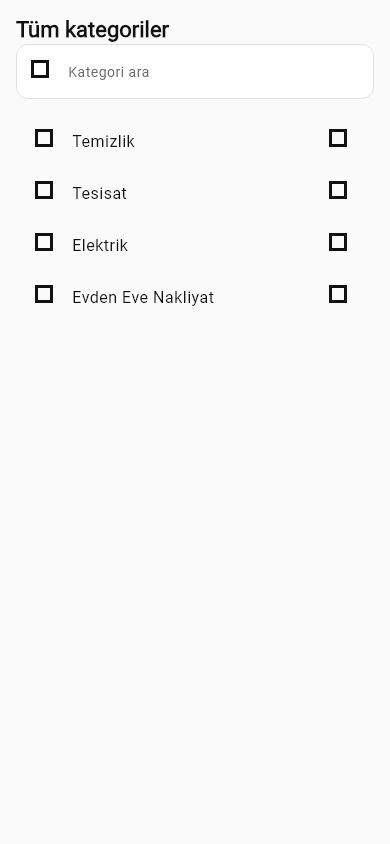 Tüm kategoriler
Kategori ara
Temizlik
Tesisat
Elektrik
Evden Eve Nakliyat